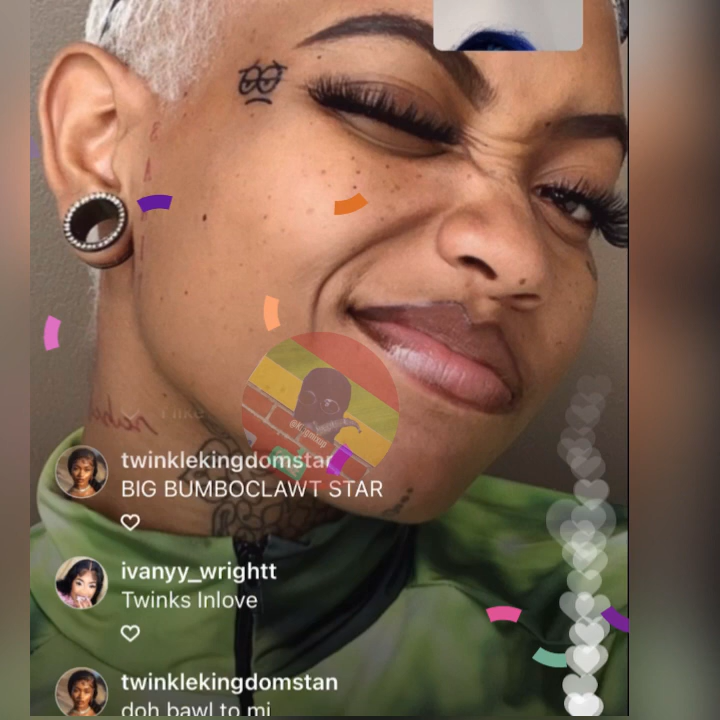 twinklekingdomstan
BIG BUMBOCLAWT STAR
ivanyy_wrightt
Twinks Inlove
twinklekingdomstan
doh bawl to mi